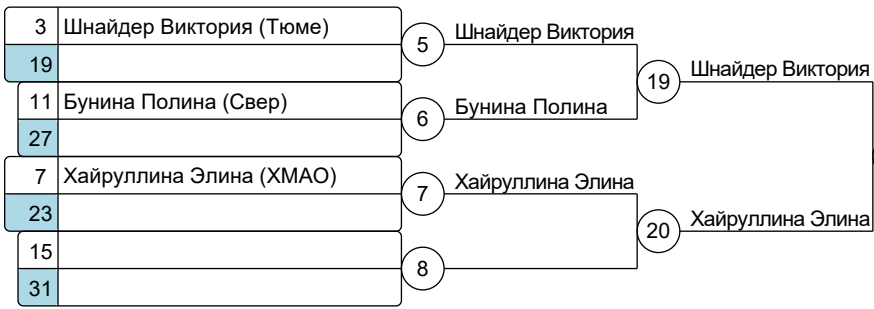 3 Шнайдер Виктория (Тюме)
19
5
Шнайдер Виктория
11 Бунина Полина (Свер)
27
6
Бунина Полина
19
Шнайдер Виктория
7 Хайруллина Элина (ХМАО)
23
7
Хайруллина Элина
15
31
8
20
Хайруллина Элина